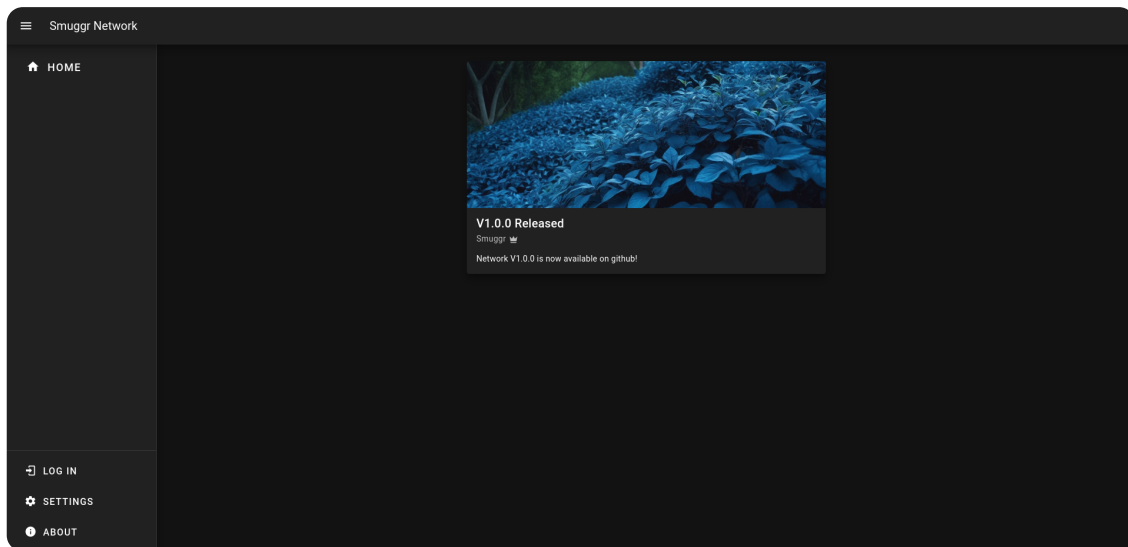 Smuggr Network
HOME
V1.0.0 Released
Smuggr
Network V1.0.0 is now available on github!
LOG IN
SETTINGS
ABOUT